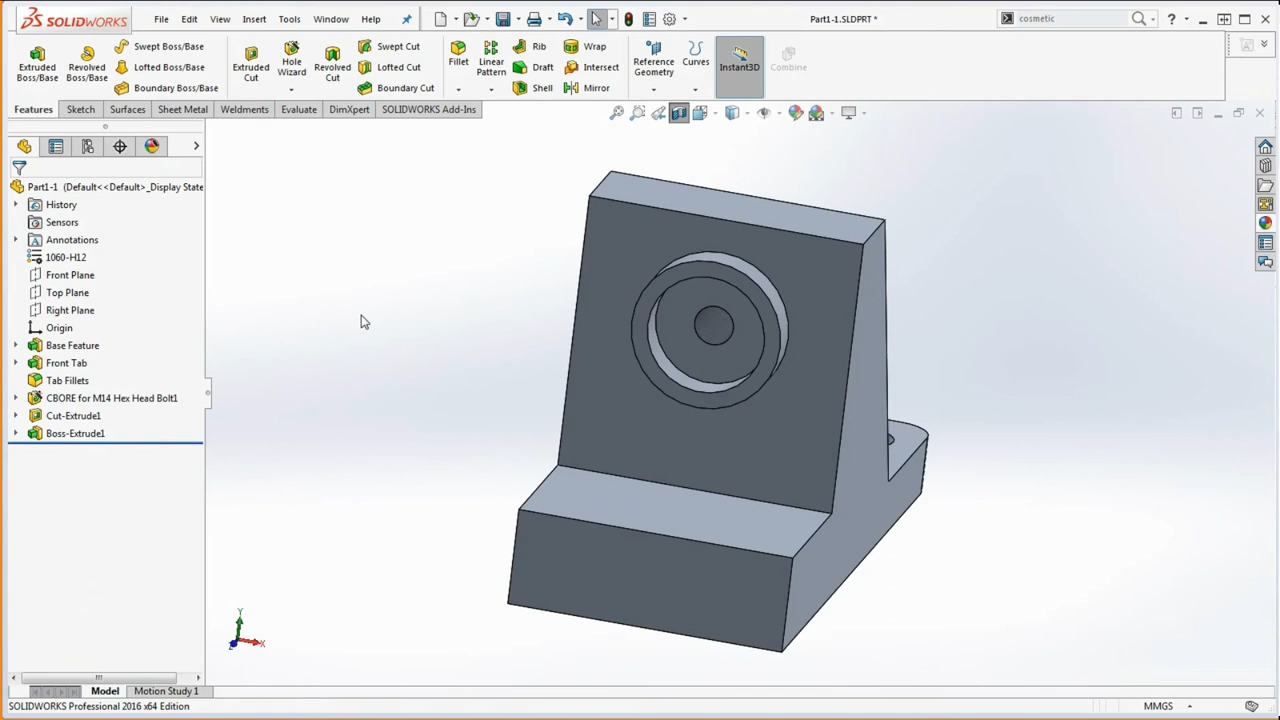 SOLIDWORKS File Edit View Insert Tools Window Help Part1-1.SLDPRT * cosmetic
Extruded Boss/Base
Revolved Boss/Base
Swept Boss/Base
Lofted Boss/Base
Boundary Boss/Base
Extruded Cut
Hole Wizard
Revolved Cut
Swept Cut
Lofted Cut
Boundary Cut
Fillet
Linear Pattern
Rib
Draft
Shell
Wrap
Intersect
Mirror
Reference Geometry
Curves
Instant3D
Combine
Features Sketch Surfaces Sheet Metal Weldments Evaluate DimXpert SOLIDWORKS Add-Ins
Part1-1 (Default<<Default>_Display State
History
Sensors
Annotations
1060-H12
Front Plane
Top Plane
Right Plane
Origin
Base Feature
Front Tab
Tab Fillets
CBORE for M14 Hex Head Bolt1
Cut-Extrude1
Boss-Extrude1
Y
X
Z
Model Motion Study 1
SOLIDWORKS Professional 2016 x64 Edition MMGS